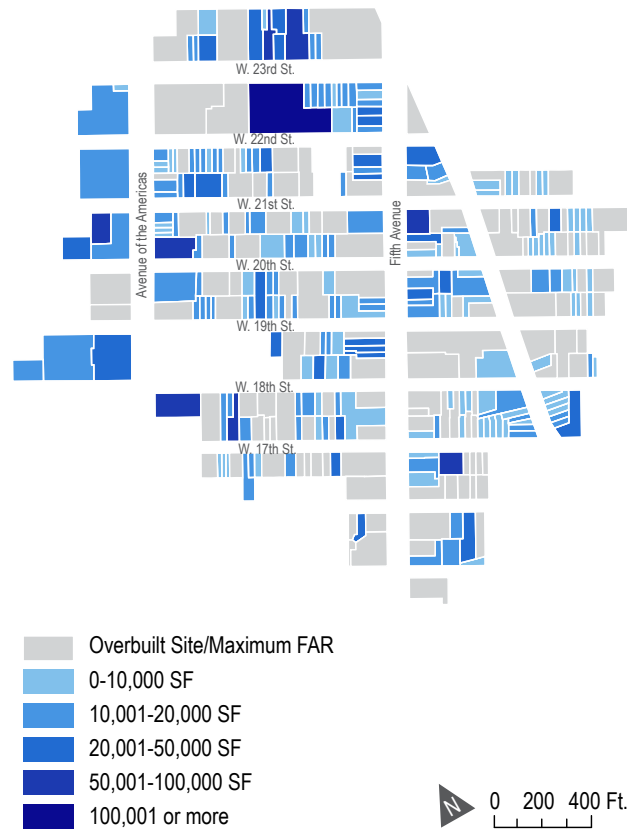 W. 23rd St.
W. 22nd St.
Avenue of the Americas
W. 21st St.
Fifth Avenue
W. 20th St.
W. 19th St.
W. 18th St.
W. 17th St.
Overbuilt Site/Maximum FAR
0-10,000 SF
10,001-20,000 SF
20,001-50,000 SF
50,001-100,000 SF
100,001 or more
N
0 200 400 Ft.